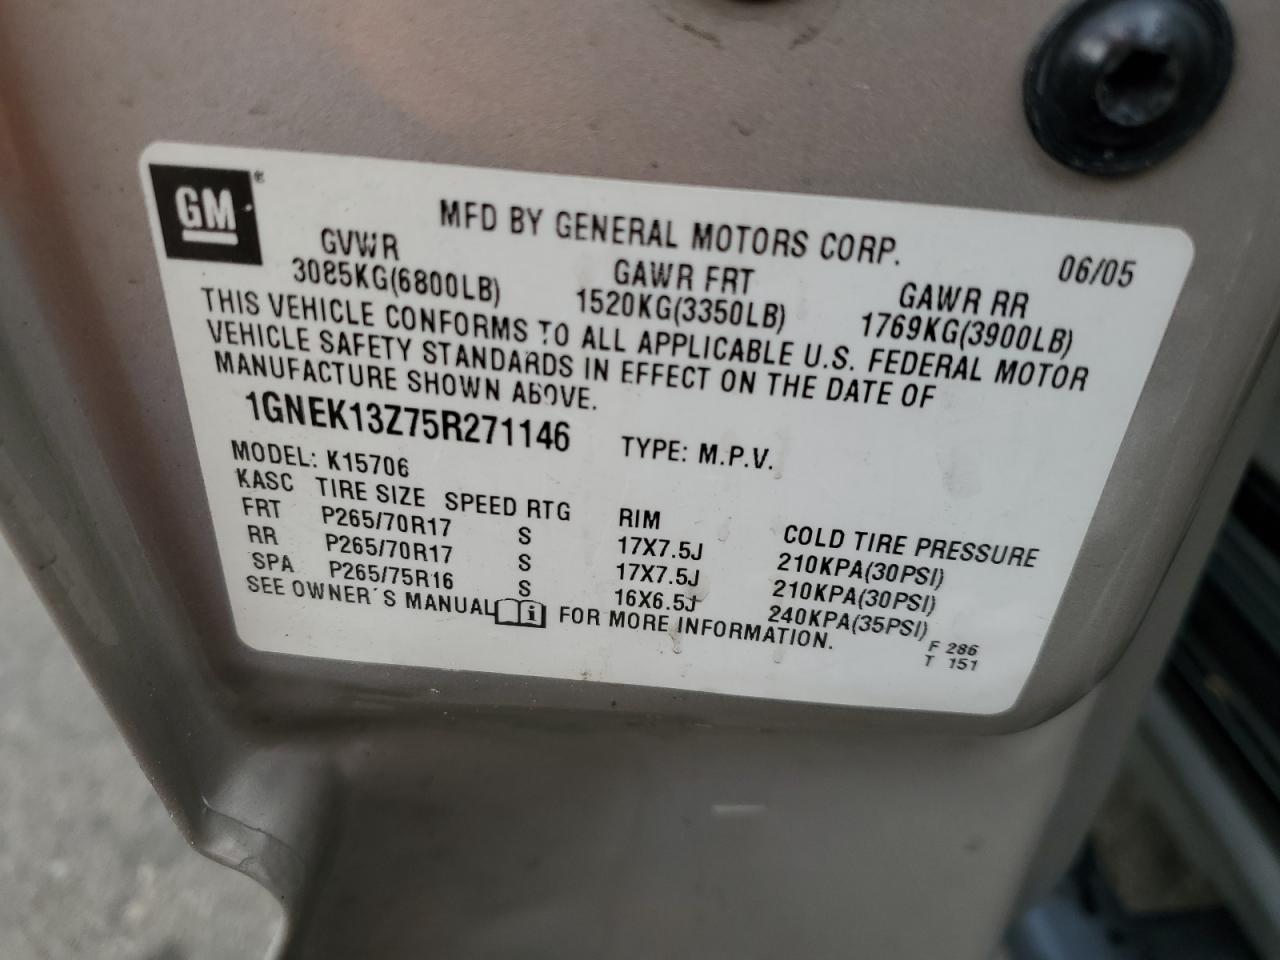 GM ®
MFD BY GENERAL MOTORS CORP. 06/05
GVWR GAWR FRT GAWR RR
3085KG(6800LB) 1520KG(3350LB) 1769KG(3900LB)
THIS VEHICLE CONFORMS TO ALL APPLICABLE U.S. FEDERAL MOTOR
VEHICLE SAFETY STANDARDS IN EFFECT ON THE DATE OF
MANUFACTURE SHOWN ABOVE.
1GNEK13Z75R271146 TYPE: M.P.V.
MODEL: K15706
KASC TIRE SIZE SPEED RTG RIM COLD TIRE PRESSURE
FRT P265/70R17 S 17X7.5J 210KPA(30PSI)
RR P265/70R17 S 17X7.5J 210KPA(30PSI)
SPA P265/75R16 S 16X6.5J 240KPA(35PSI)
SEE OWNER'S MANUAL i FOR MORE INFORMATION.
F 286
T 151